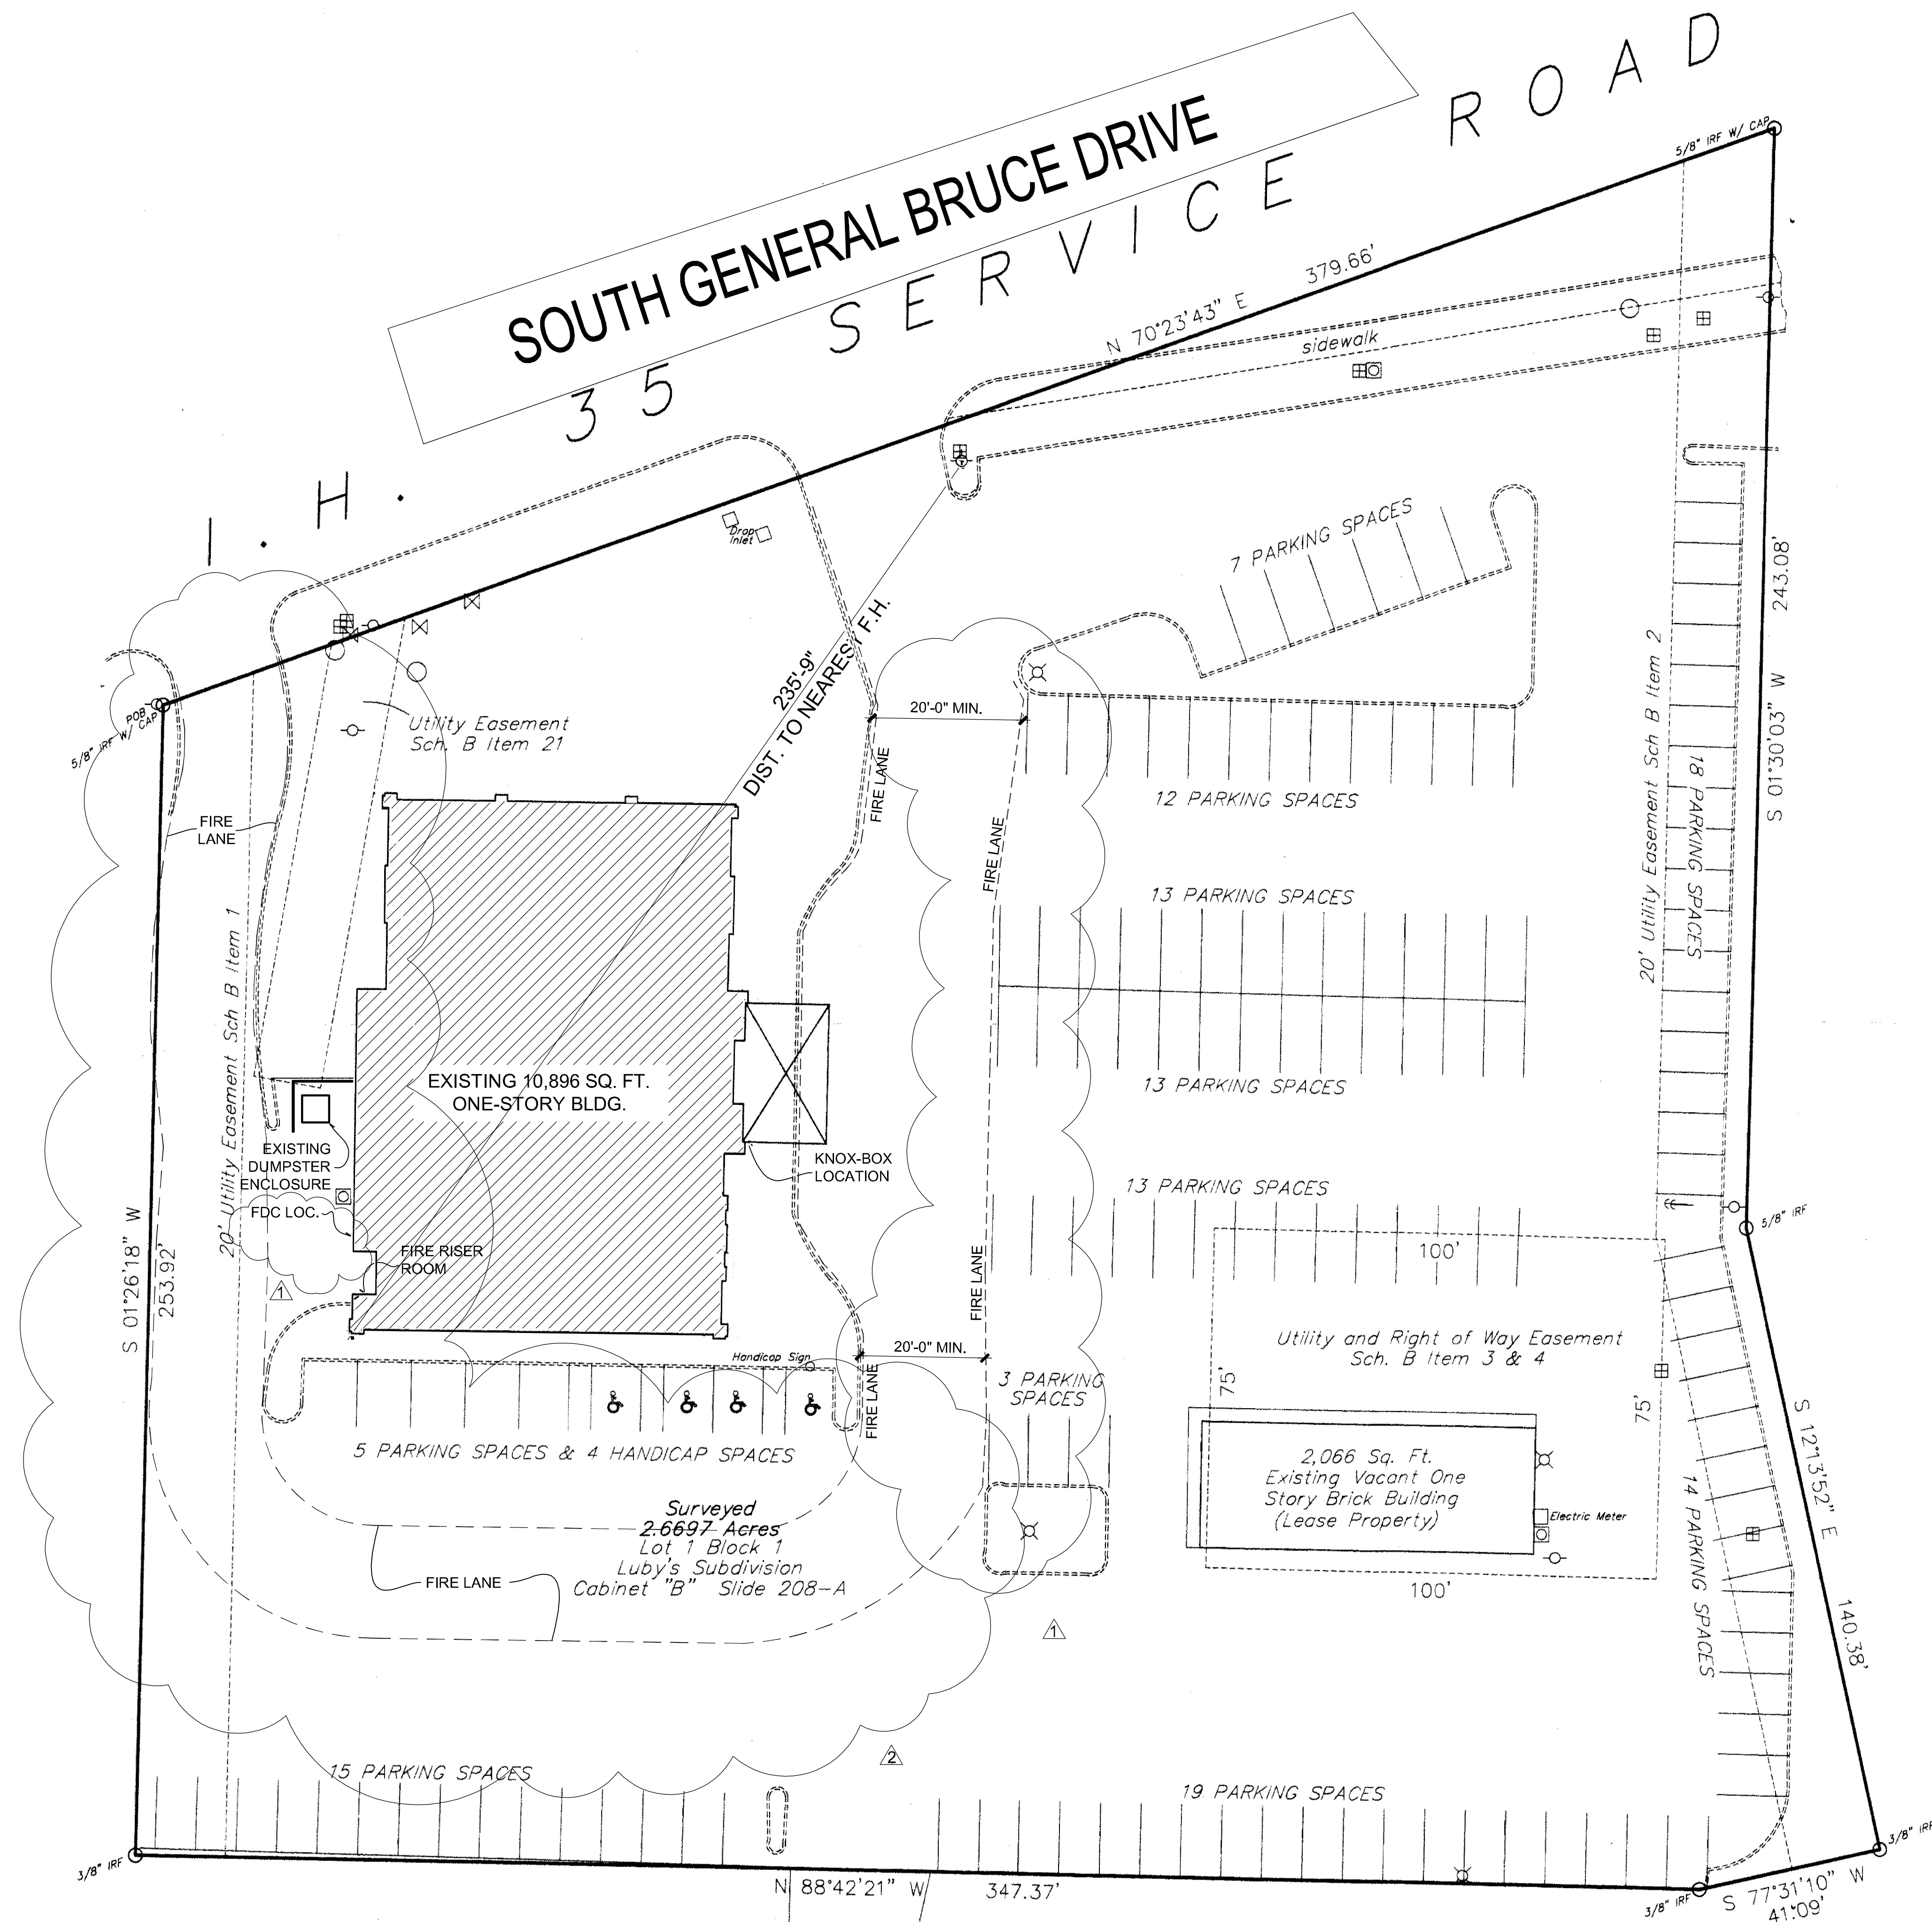 SOUTH GENERAL BRUCE DRIVE
I. H. 35 SERVICE ROAD
5/8" IRF W/ CAP
N 70°23'43" E
379.66'
sidewalk
Drop
Inlet
7 PARKING SPACES
243.08'
S 01°30'03" W
20' Utility Easement Sch B Item 2
18 PARKING SPACES
235'-9"
DIST. TO NEAREST F.H.
POB
5/8" IRF W/ CAP
Utility Easement
Sch. B Item 21
20'-0" MIN.
FIRE LANE
FIRE LANE
12 PARKING SPACES
FIRE
LANE
13 PARKING SPACES
20' Utility Easement Sch B Item 1
EXISTING 10,896 SQ. FT.
ONE-STORY BLDG.
13 PARKING SPACES
EXISTING
DUMPSTER
ENCLOSURE
KNOX-BOX
LOCATION
13 PARKING SPACES
FDC LOC.
FIRE RISER
ROOM
1
S 01°26'18" W
253.92'
FIRE LANE
5/8" IRF
100'
Utility and Right of Way Easement
Sch. B Item 3 & 4
75'
75'
20'-0" MIN.
Handicap Sign
FIRE LANE
3 PARKING
SPACES
5 PARKING SPACES & 4 HANDICAP SPACES
S 12°13'52" E
140.38'
14 PARKING SPACES
2,066 Sq. Ft.
Existing Vacant One
Story Brick Building
(Lease Property)
Electric Meter
100'
Surveyed
2.6697 Acres
Lot 1 Block 1
Luby's Subdivision
Cabinet "B" Slide 208-A
FIRE LANE
1
2
15 PARKING SPACES
19 PARKING SPACES
3/8" IRF
N 88°42'21" W
347.37'
3/8" IRF
S 77°31'10" W
41.09'
3/8" IRF